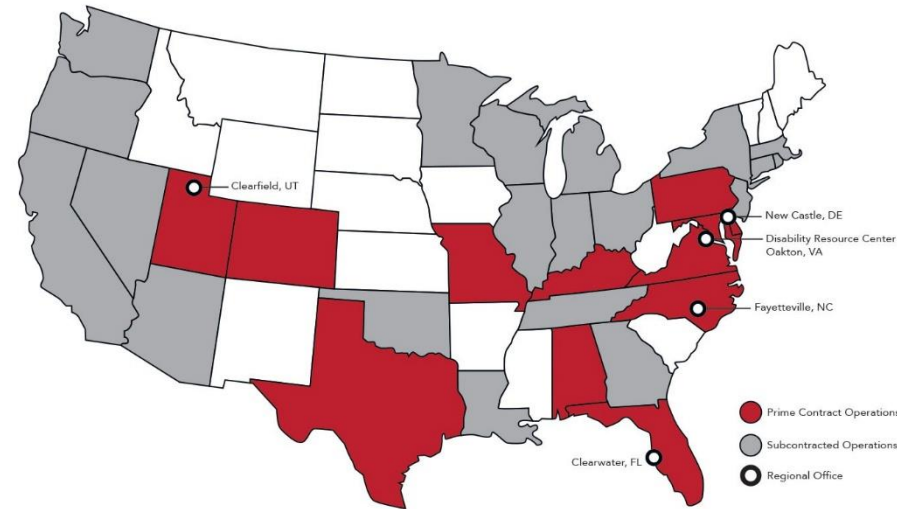 Clearfield, UT
New Castle, DE
Disability Resource Center
Oakton, VA
Fayetteville, NC
Clearwater, FL
Prime Contract Operations
Subcontracted Operations
Regional Office